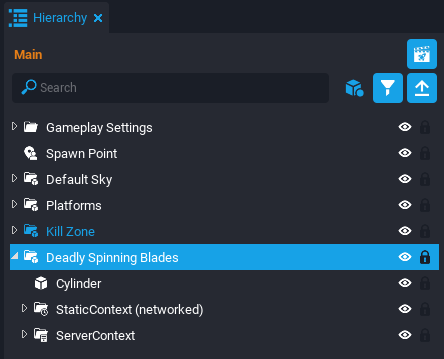 Hierarchy
Main
Search
Gameplay Settings
Spawn Point
Default Sky
Platforms
Kill Zone
Deadly Spinning Blades
Cylinder
StaticContext (networked)
ServerContext